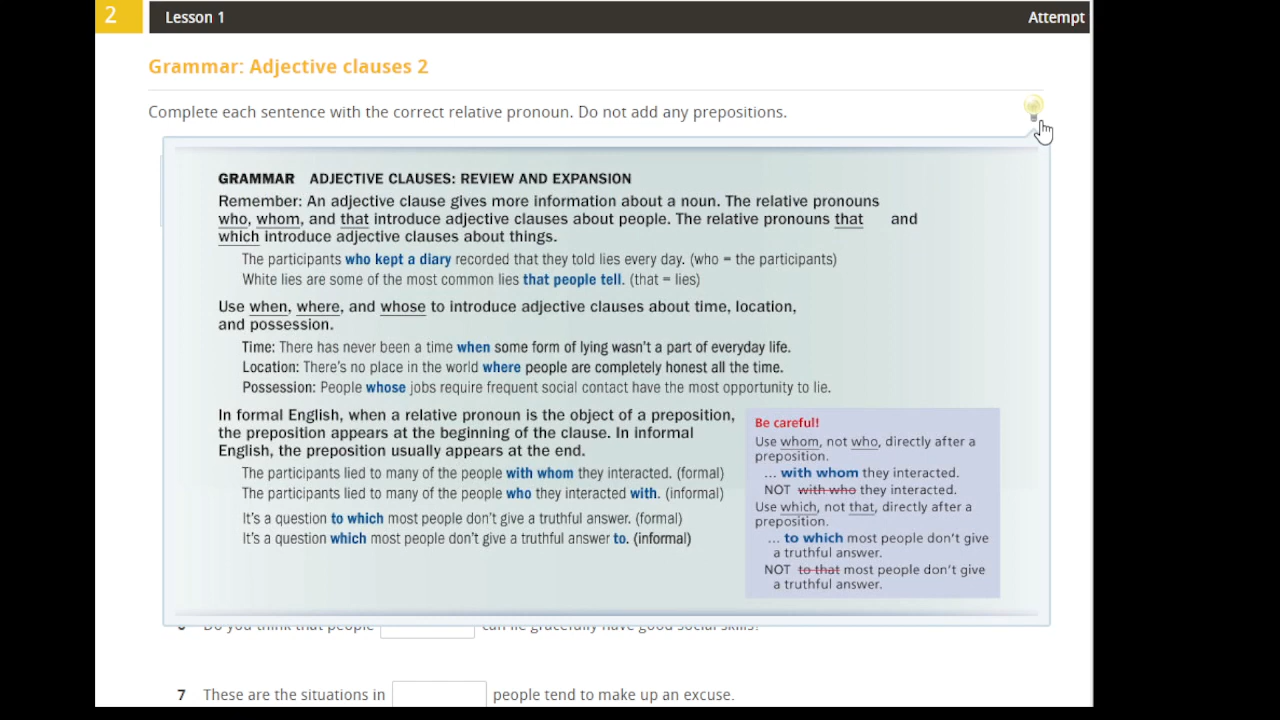 2 Lesson 1 Attempt
Grammar: Adjective clauses 2
Complete each sentence with the correct relative pronoun. Do not add any prepositions.
GRAMMAR ADJECTIVE CLAUSES: REVIEW AND EXPANSION
Remember: An adjective clause gives more information about a noun. The relative pronouns
who, whom, and that introduce adjective clauses about people. The relative pronouns that and
which introduce adjective clauses about things.
The participants who kept a diary recorded that they told lies every day. (who = the participants)
White lies are some of the most common lies that people tell. (that = lies)
Use when, where, and whose to introduce adjective clauses about time, location,
and possession.
Time: There has never been a time when some form of lying wasn't a part of everyday life.
Location: There's no place in the world where people are completely honest all the time.
Possession: People whose jobs require frequent social contact have the most opportunity to lie.
In formal English, when a relative pronoun is the object of a preposition,
the preposition appears at the beginning of the clause. In informal
English, the preposition usually appears at the end.
The participants lied to many of the people with whom they interacted. (formal)
The participants lied to many of the people who they interacted with. (informal)
It's a question to which most people don't give a truthful answer. (formal)
It's a question which most people don't give a truthful answer to. (informal)
Be careful!
Use whom, not who, directly after a
preposition.
... with whom they interacted.
NOT with who they interacted.
Use which, not that, directly after a
preposition.
... to which most people don't give
a truthful answer.
NOT to that most people don't give
a truthful answer.
Do you think that people can lie gracefully have good social skills?
7 These are the situations in people tend to make up an excuse.